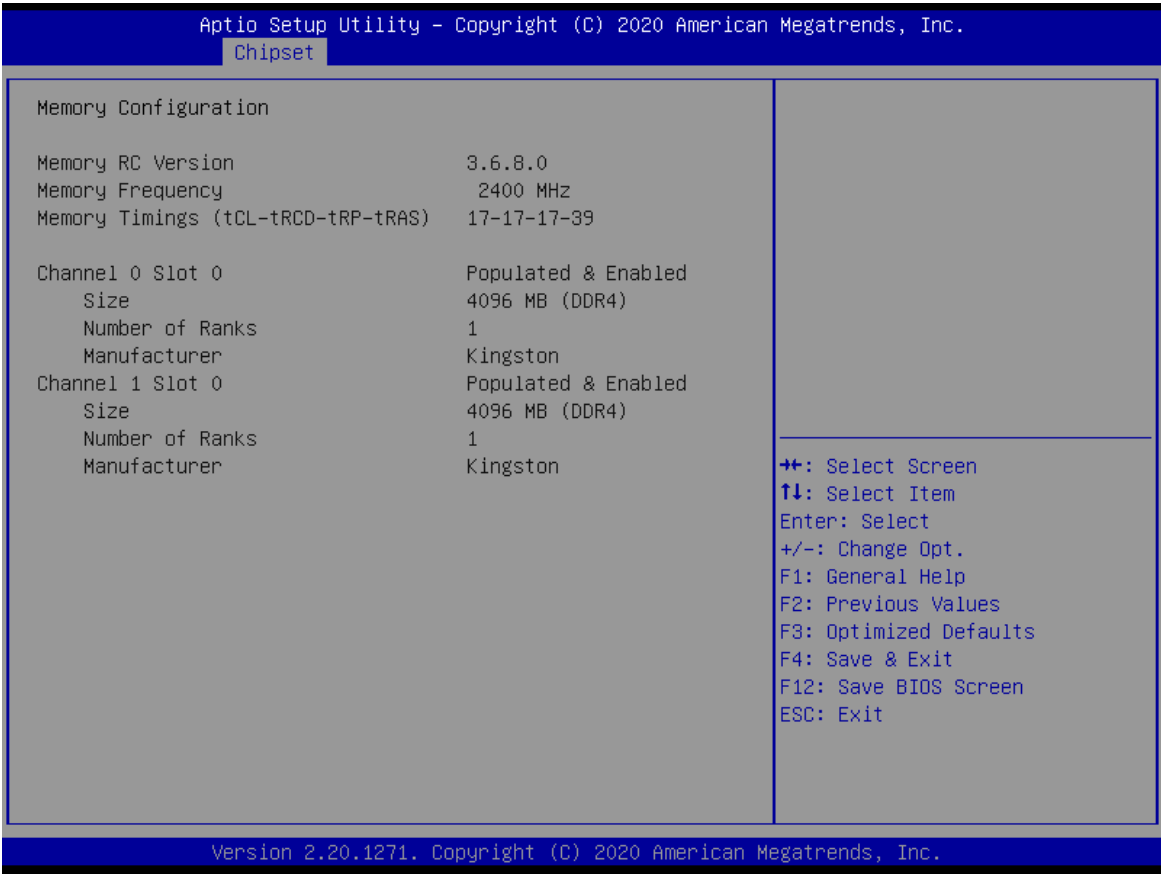 Aptio Setup Utility – Copyright (C) 2020 American Megatrends, Inc.
Chipset
Memory Configuration
Memory RC Version 3.6.8.0
Memory Frequency 2400 MHz
Memory Timings (tCL-tRCD-tRP-tRAS) 17-17-17-39
Channel 0 Slot 0 Populated & Enabled
Size 4096 MB (DDR4)
Number of Ranks 1
Manufacturer Kingston
Channel 1 Slot 0 Populated & Enabled
Size 4096 MB (DDR4)
Number of Ranks 1
Manufacturer Kingston
→←: Select Screen
↑↓: Select Item
Enter: Select
+/-: Change Opt.
F1: General Help
F2: Previous Values
F3: Optimized Defaults
F4: Save & Exit
F12: Save BIOS Screen
ESC: Exit
Version 2.20.1271. Copyright (C) 2020 American Megatrends, Inc.